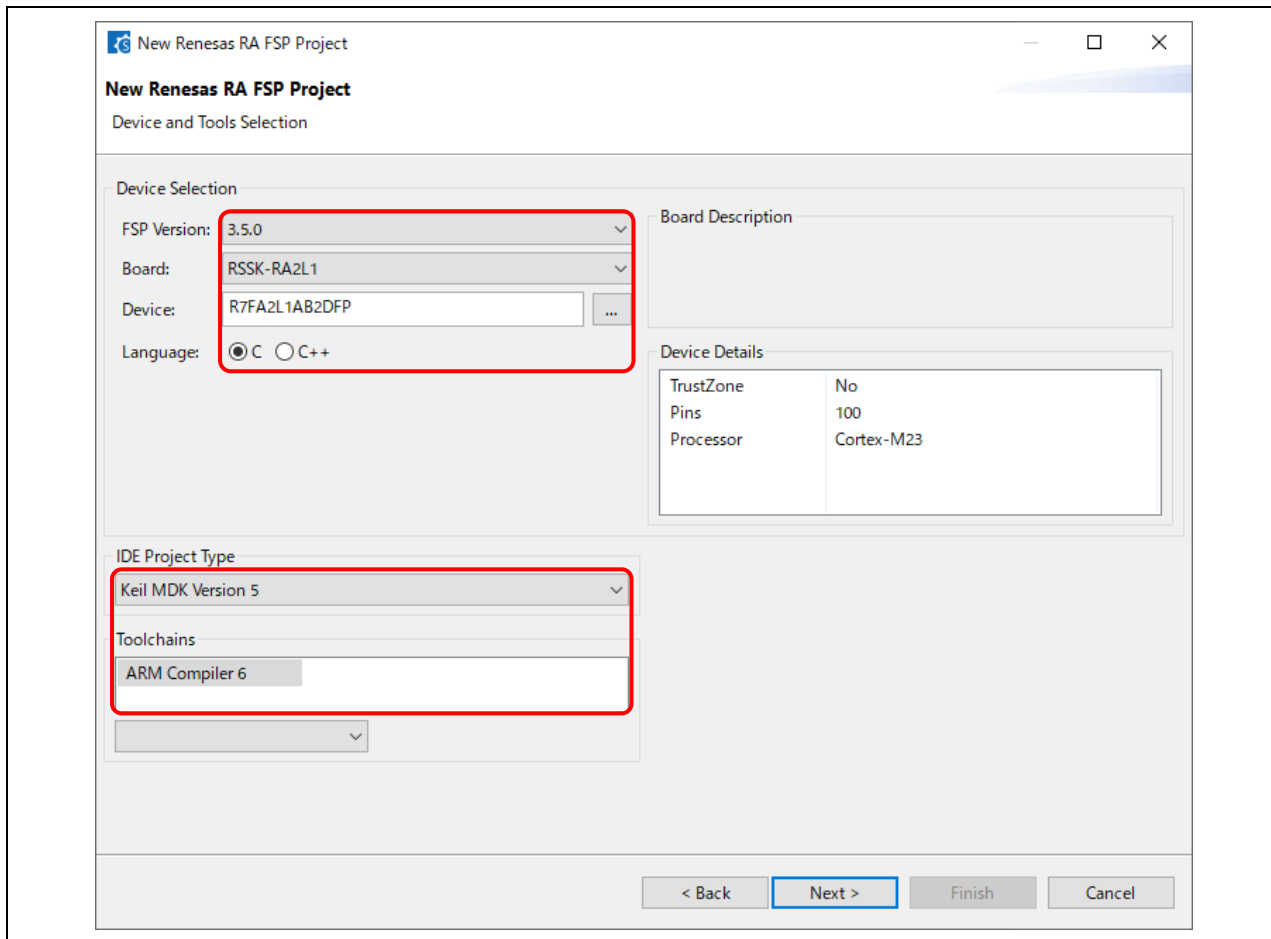 New Renesas RA FSP Project
New Renesas RA FSP Project
Device and Tools Selection
Device Selection
FSP Version: 3.5.0
Board: RSSK-RA2L1
Device: R7FA2L1AB2DFP ...
Language: C C++
Board Description
Device Details
TrustZone No
Pins 100
Processor Cortex-M23
IDE Project Type
Keil MDK Version 5
Toolchains
ARM Compiler 6
< Back Next > Finish Cancel